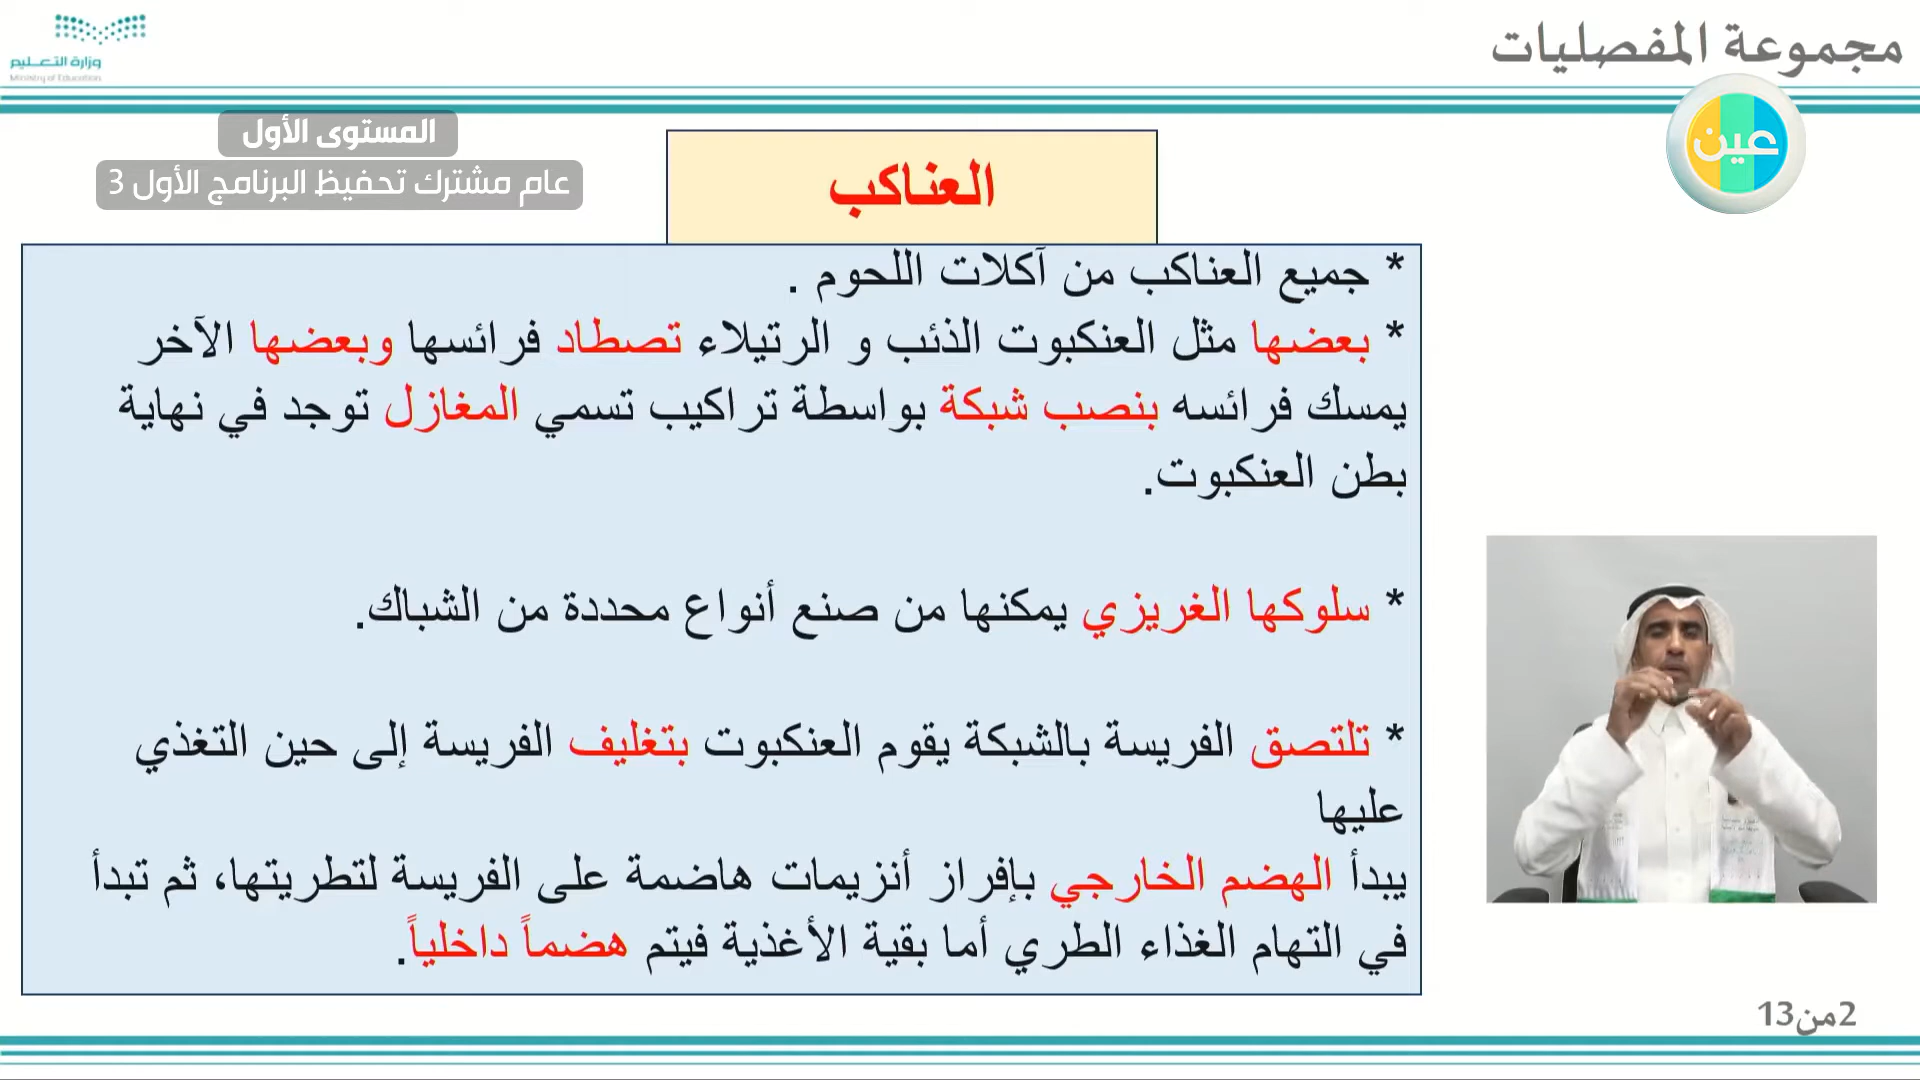 مجموعة المفصليات
وزارة التعليم
Ministry of Education
عين
المستوى الأول
عام مشترك تحفيظ البرنامج الأول 3
العناكب
* جميع العناكب من آكلات اللحوم .
* بعضها مثل العنكبوت الذئب و الرتيلاء تصطاد فرائسها وبعضها الآخر
يمسك فرائسه بنصب شبكة بواسطة تراكيب تسمي المغازل توجد في نهاية
بطن العنكبوت.
* سلوكها الغريزي يمكنها من صنع أنواع محددة من الشباك.
* تلتصق الفريسة بالشبكة يقوم العنكبوت بتغليف الفريسة إلى حين التغذي
عليها
يبدأ الهضم الخارجي بإفراز أنزيمات هاضمة على الفريسة لتطريتها، ثم تبدأ
في التهام الغذاء الطري أما بقية الأغذية فيتم هضماً داخلياً.
2من13